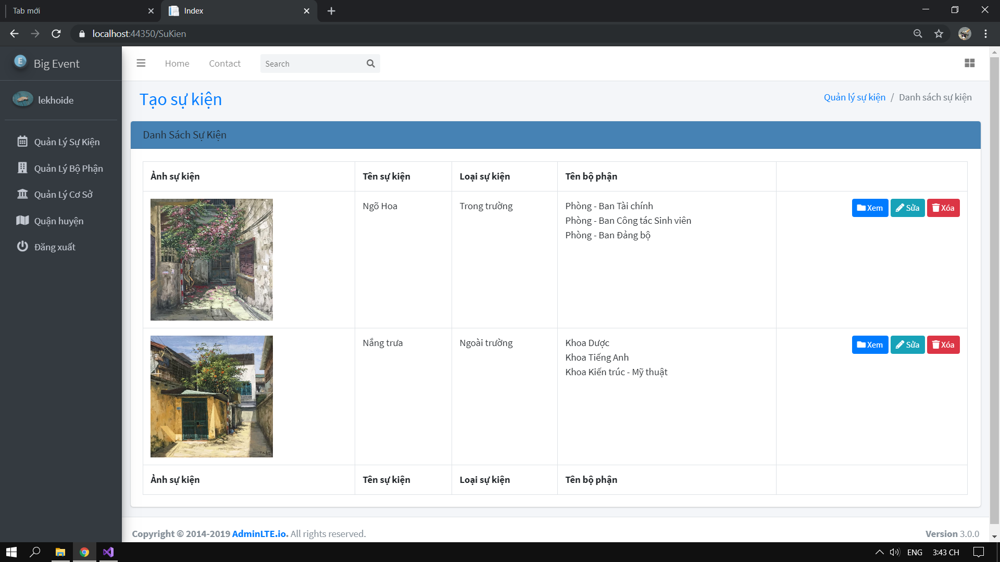 Tab mới
Index
localhost:44350/SuKien
E
Big Event
Home
Contact
Search
lekhoide
Tạo sự kiện
Quản lý sự kiện / Danh sách sự kiện
Danh Sách Sự Kiện
Quản Lý Sự Kiện
Quản Lý Bộ Phận
Quản Lý Cơ Sở
Quận huyện
Đăng xuất
Ảnh sự kiện
Tên sự kiện
Loại sự kiện
Tên bộ phận
Ngõ Hoa
Trong trường
Phòng - Ban Tài chính
Phòng - Ban Công tác Sinh viên
Phòng - Ban Đảng bộ
Xem
Sửa
Xóa
Nắng trưa
Ngoài trường
Khoa Dược
Khoa Tiếng Anh
Khoa Kiến trúc - Mỹ thuật
Xem
Sửa
Xóa
Ảnh sự kiện
Tên sự kiện
Loại sự kiện
Tên bộ phận
Copyright © 2014-2019 AdminLTE.io. All rights reserved.
Version 3.0.0
ENG
3:43 CH